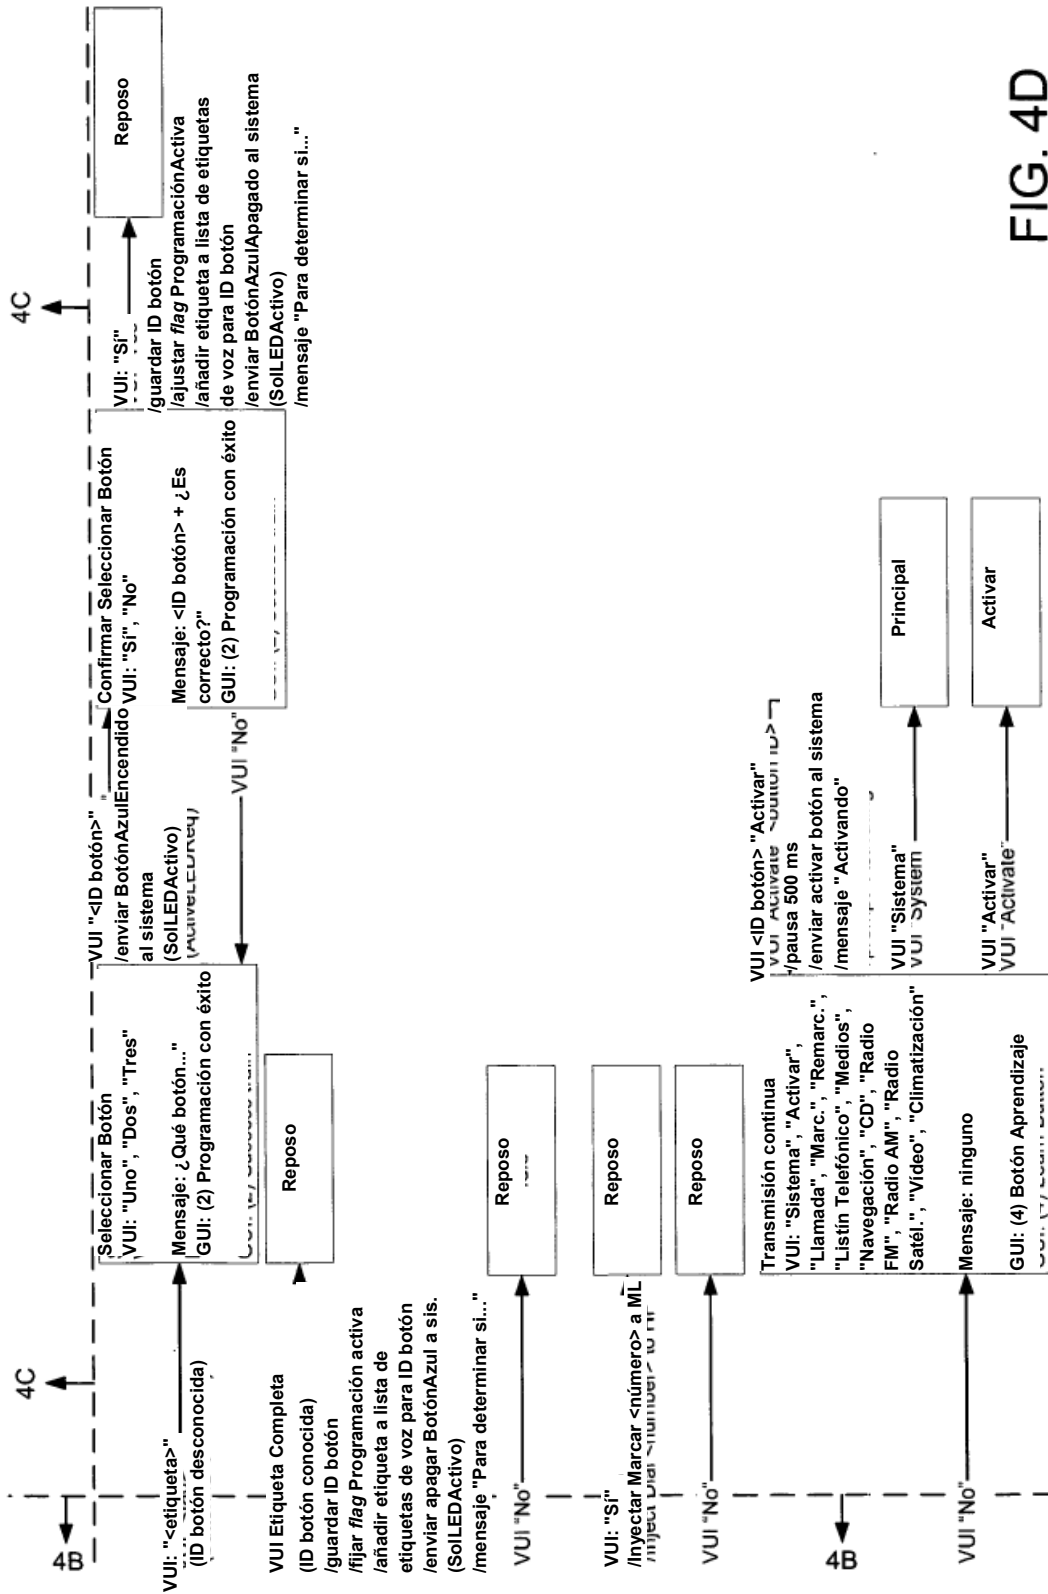 4C
4C
VUI: "<etiqueta>"
(ID botón desconocida)
Seleccionar Botón
VUI: "Uno", "Dos", "Tres"
Mensaje: ¿Qué botón..."
GUI: (2) Programación con éxito
VUI "<ID botón>"
/enviar BotónAzulEncendido
al sistema
(SolLEDActivo)
Confirmar Seleccionar Botón
VUI: "Sí", "No"
Mensaje: <ID botón> + ¿Es
correcto?"
GUI: (2) Programación con éxito
VUI "No"
VUI: "Sí"
/guardar ID botón
/ajustar flag ProgramaciónActiva
/añadir etiqueta a lista de etiquetas
de voz para ID botón
/enviar BotónAzulApagado al sistema
(SolLEDActivo)
/mensaje "Para determinar si..."
Reposo
4B
VUI Etiqueta Completa
(ID botón conocida)
/guardar ID botón
/fijar flag Programación activa
/añadir etiqueta a lista de
etiquetas de voz para ID botón
/enviar apagar BotónAzul a sis.
(SolLEDActivo)
/mensaje "Para determinar si..."
Reposo
VUI "No"
Reposo
VUI: "Sí"
/Inyectar Marcar <número> a ML
Reposo
VUI "No"
Reposo
4B
VUI "No"
Transmisión continua
VUI: "Sistema", "Activar",
"Llamada", "Marc.", "Remarc.",
"Listín Telefónico", "Medios",
"Navegación", "CD", "Radio
FM", "Radio AM", "Radio
Satél.", "Video", "Climatización"
Mensaje: ninguno
GUI: (4) Botón Aprendizaje
VUI <ID botón> "Activar"
/pausa 500 ms
/enviar activar botón al sistema
/mensaje "Activando"
VUI "Sistema"
VUI "System
Principal
VUI "Activar"
VUI "Activate"
Activar
FIG. 4D